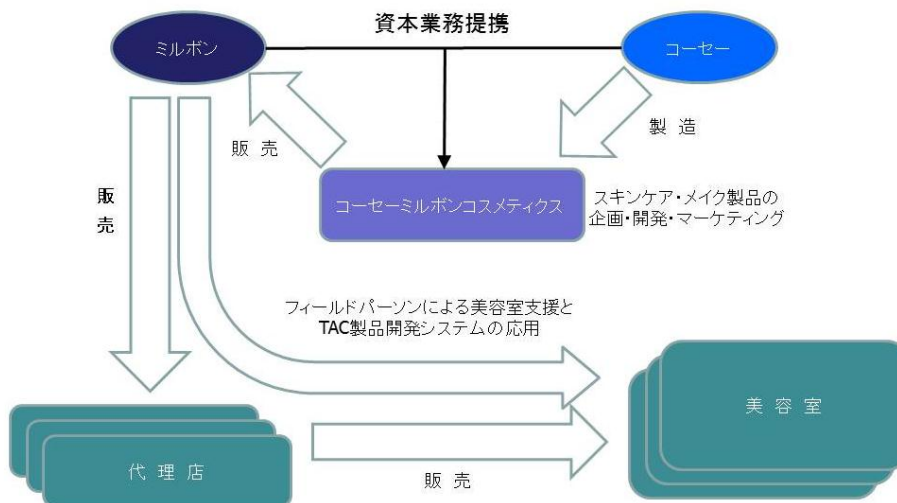 資本業務提携
ミルボン
コーセー
製 造
販 売
コーセーミルボンコスメティクス
スキンケア・メイク製品の
企画・開発・マーケティング
販
売
フィールドパーソンによる美容室支援と
TAC製品開発システムの応用
美 容 室
代 理 店
販 売